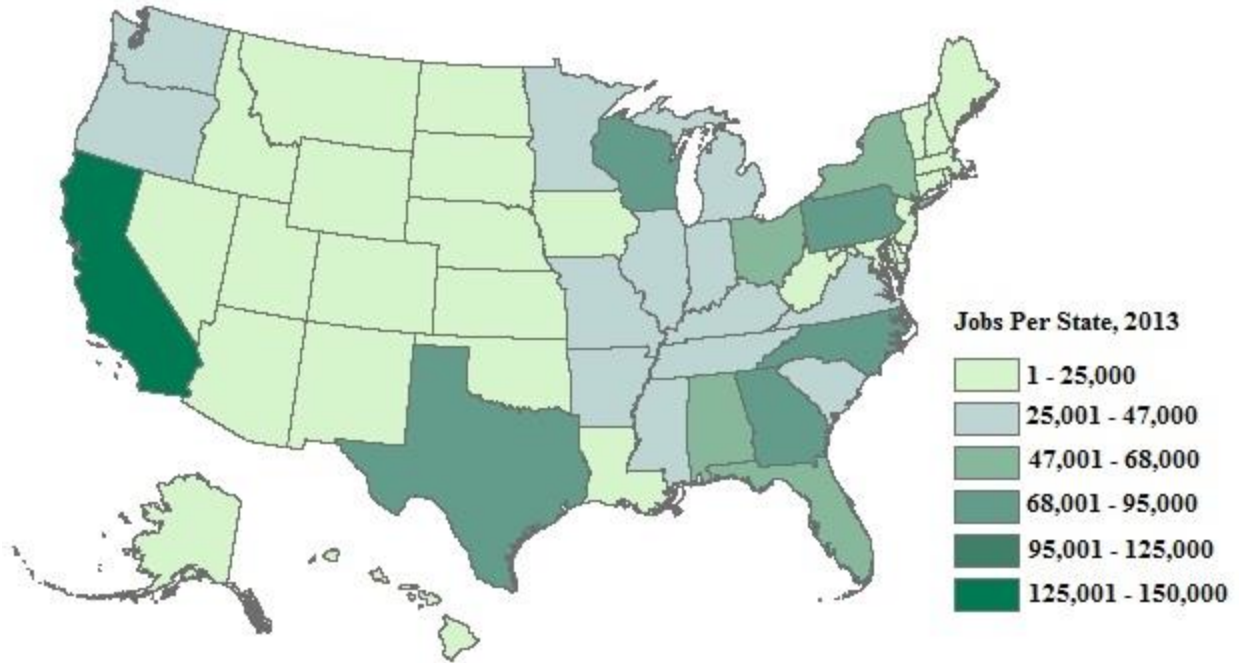 Jobs Per State, 2013
1 - 25,000
25,001 - 47,000
47,001 - 68,000
68,001 - 95,000
95,001 - 125,000
125,001 - 150,000